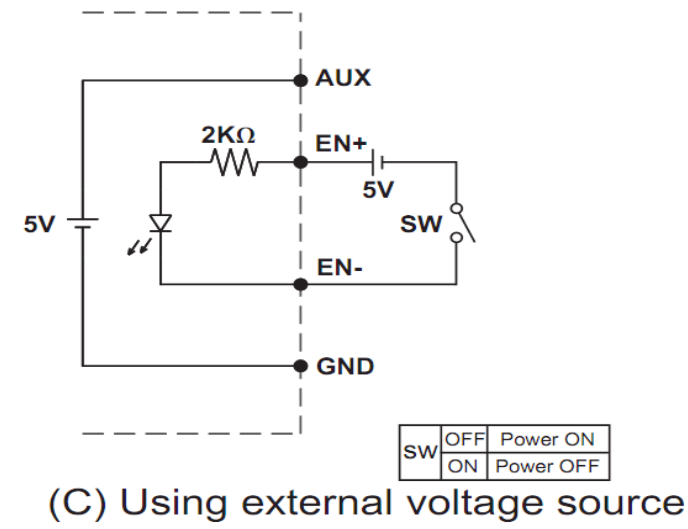 AUX
2KΩ
EN+
5V
5V
SW
EN-
GND
SW OFF Power ON
ON Power OFF
(C) Using external voltage source